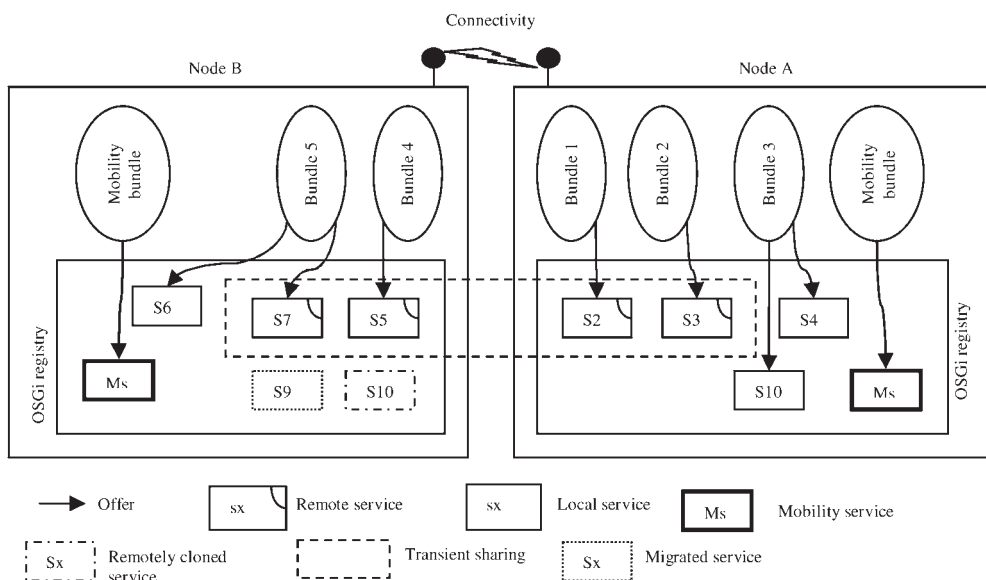 Connectivity
Node B
Node A
Mobility
bundle
Bundle 5
Bundle 4
Bundle 1
Bundle 2
Bundle 3
Mobility
bundle
OSGi registry
S6
S7
S5
S2
S3
S4
OSGi registry
Ms
S9
S10
S10
Ms
Offer
sx
Remote service
sx
Local service
Ms
Mobility service
Sx
Remotely cloned
service
Transient sharing
Sx
Migrated service